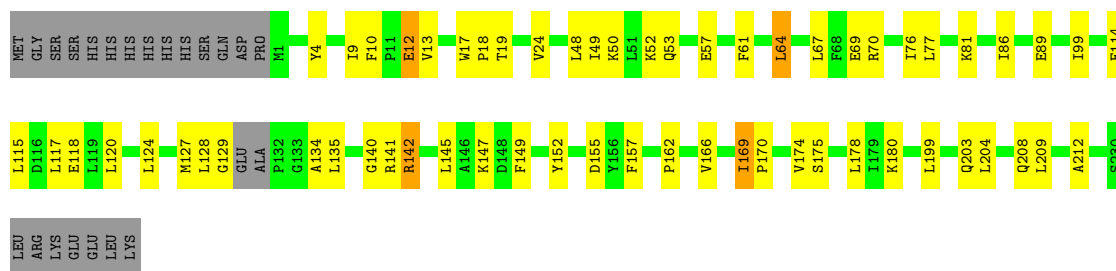 MET GLY SER SER HIS HIS HIS HIS HIS HIS SER GLN ASP PRO M1 Y4 I9 F10 P11 E12 V13 W17 P18 T19 V24 L48 I49 K50 L51 K52 Q53 E57 F61 L64 L67 F68 E69 R70 I76 L77 K81 I86 E89 I99 E114
L115 D116 L117 E118 L119 L120 L124 M127 L128 G129 GLU ALA P132 G133 A134 L135 G140 R141 R142 L145 A146 K147 D148 F149 Y152 D155 Y156 F157 P162 V166 I169 P170 V174 S175 L178 I179 K180 L199 Q203 L204 Q208 L209 A212 S230
LEU ARG LYS GLU GLU LEU LYS